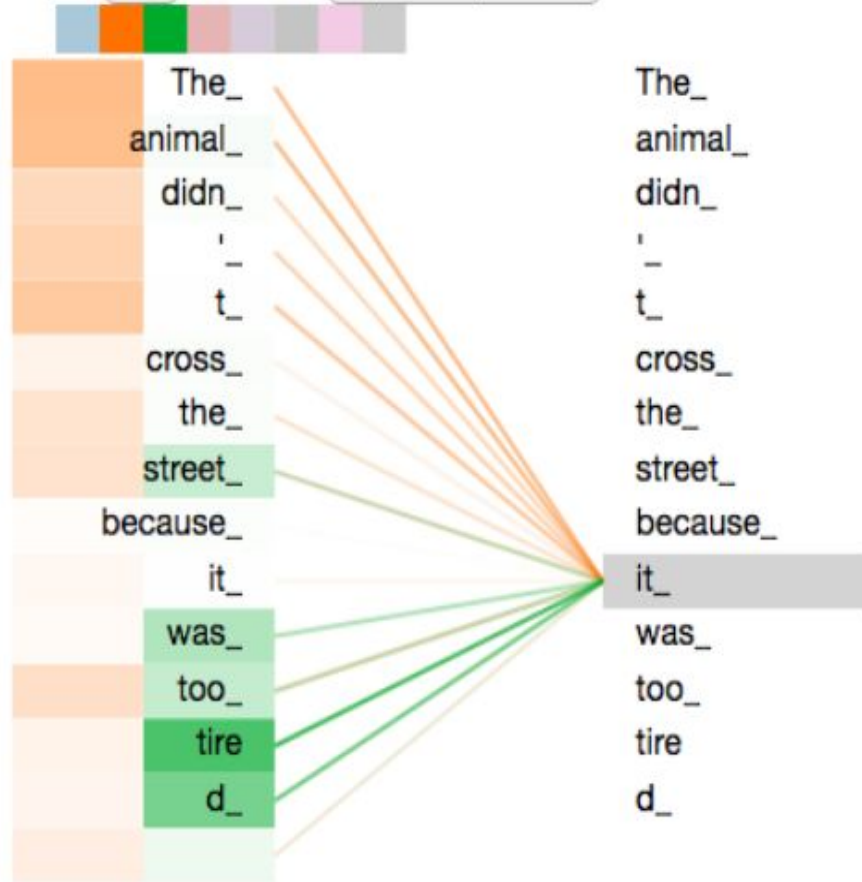 The_ The_
animal_ animal_
didn_ didn_
'_ '_
t_ t_
cross_ cross_
the_ the_
street_ street_
because_ because_
it_ it_
was_ was_
too_ too_
tire tire
d_ d_